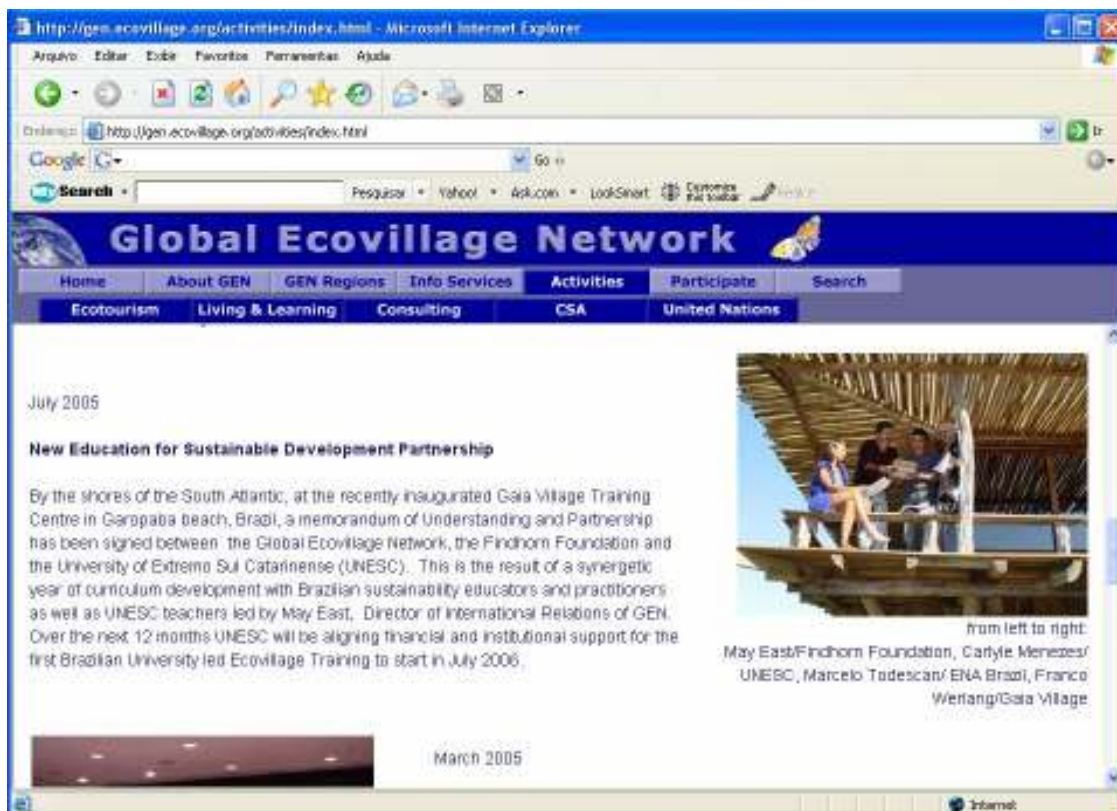 http://gen.ecovillage.org/activities/index.html - Microsoft Internet Explorer
Arquivo Editar Exibir Favoritos Ferramentas Ajuda
Endereço http://gen.ecovillage.org/activities/index.html Ir
Google G Go
Search Pesquisar Yahoo! Ask.com LookSmart Customize
Global Ecovillage Network
Home About GEN GEN Regions Info Services Activities Participate Search
Ecotourism Living & Learning Consulting CSA United Nations
July 2005
New Education for Sustainable Development Partnership
By the shores of the South Atlantic, at the recently inaugurated Gaia Village Training
Centre in Garopaba beach, Brazil, a memorandum of Understanding and Partnership
has been signed between the Global Ecovillage Network, the Findhorn Foundation and
the University of Extremo Sul Catarinense (UNESC). This is the result of a synergetic
year of curriculum development with Brazilian sustainability educators and practitioners
as well as UNESC teachers led by May East, Director of International Relations of GEN.
Over the next 12 months UNESC will be aligning financial and institutional support for the
first Brazilian University led Ecovillage Training to start in July 2006.
from left to right:
May East/Findhorn Foundation, Carlyle Menezes/
UNESC, Marcelo Todescan/ ENA Brazil, Franco
Werlang/Gaia Village
March 2005
Internet